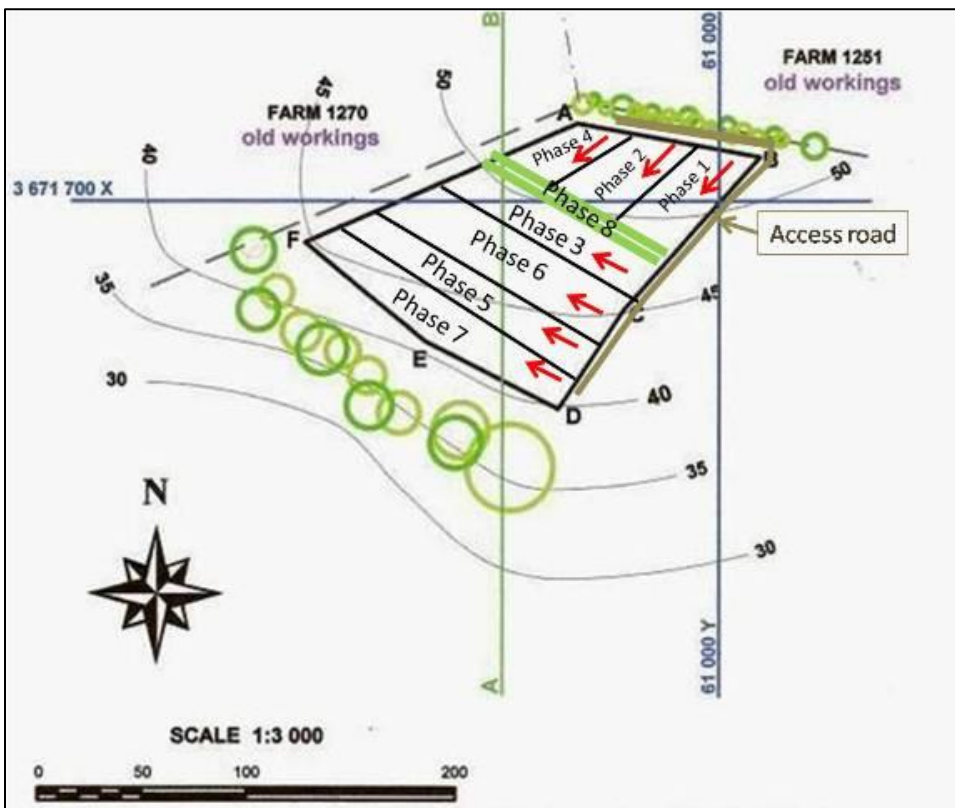 B
61 000
FARM 1251
old workings
50
45
FARM 1270
old workings
A
B
40
50
Phase 4
Phase 2
Phase 1
3 671 700 X
Phase 8
Access road
F
Phase 3
Phase 6
35
45
C
Phase 5
Phase 7
E
30
40
D
35
N
30
A
61 000 Y
SCALE 1:3 000
0
50
100
200